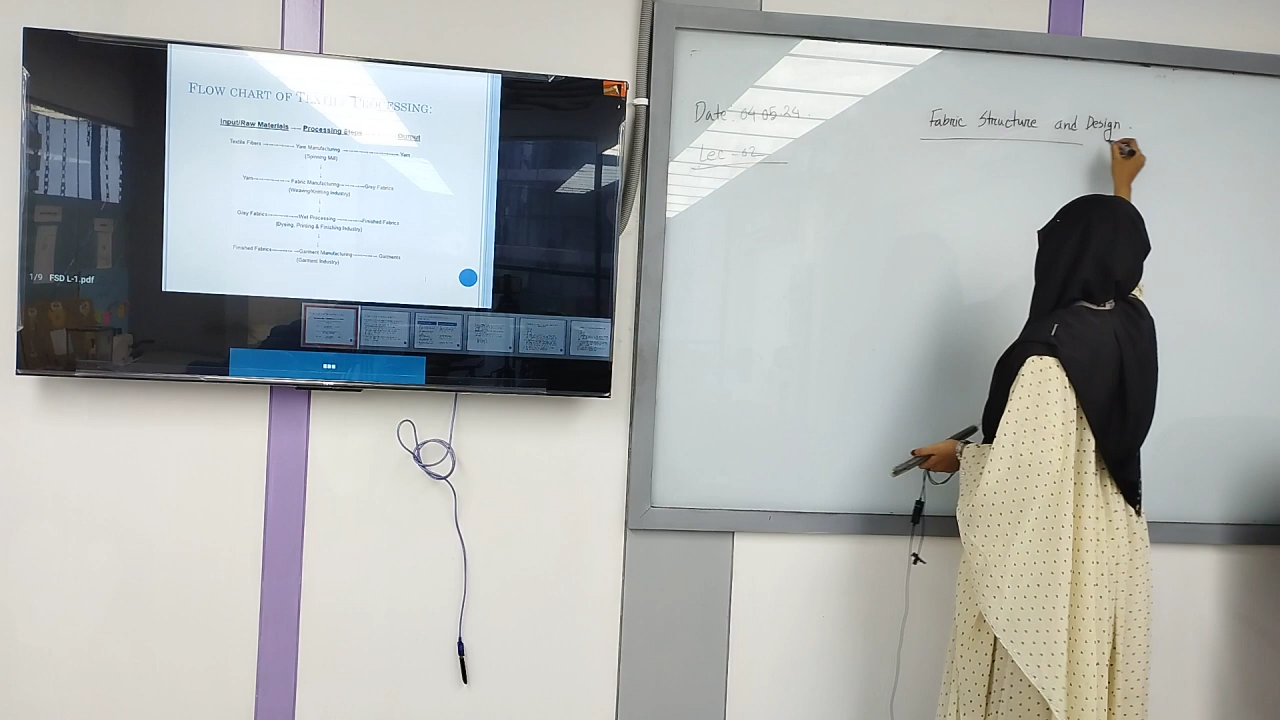 FLOW CHART OF TEXTILE PROCESSING:
Input/Raw Materials ---- Processing Steps Output
Textile Fibers ------------- Yarn Manufacturing -------------------- Yarn
(Spinning Mill)
Yarn--------------- Fabric Manufacturing---------Gray Fabrics
(Weaving/Knitting Industry)
Gray Fabrics-----------Wet Processing ---------Finished Fabrics
(Dyeing, Printing & Finishing Industry)
Finished Fabrics---------Garment Manufacturing---------- Garments
(Garment Industry)
1/9 FSD L-1.pdf
Date. 04.05.24.
Lec - 02
Fabric Structure and Design.